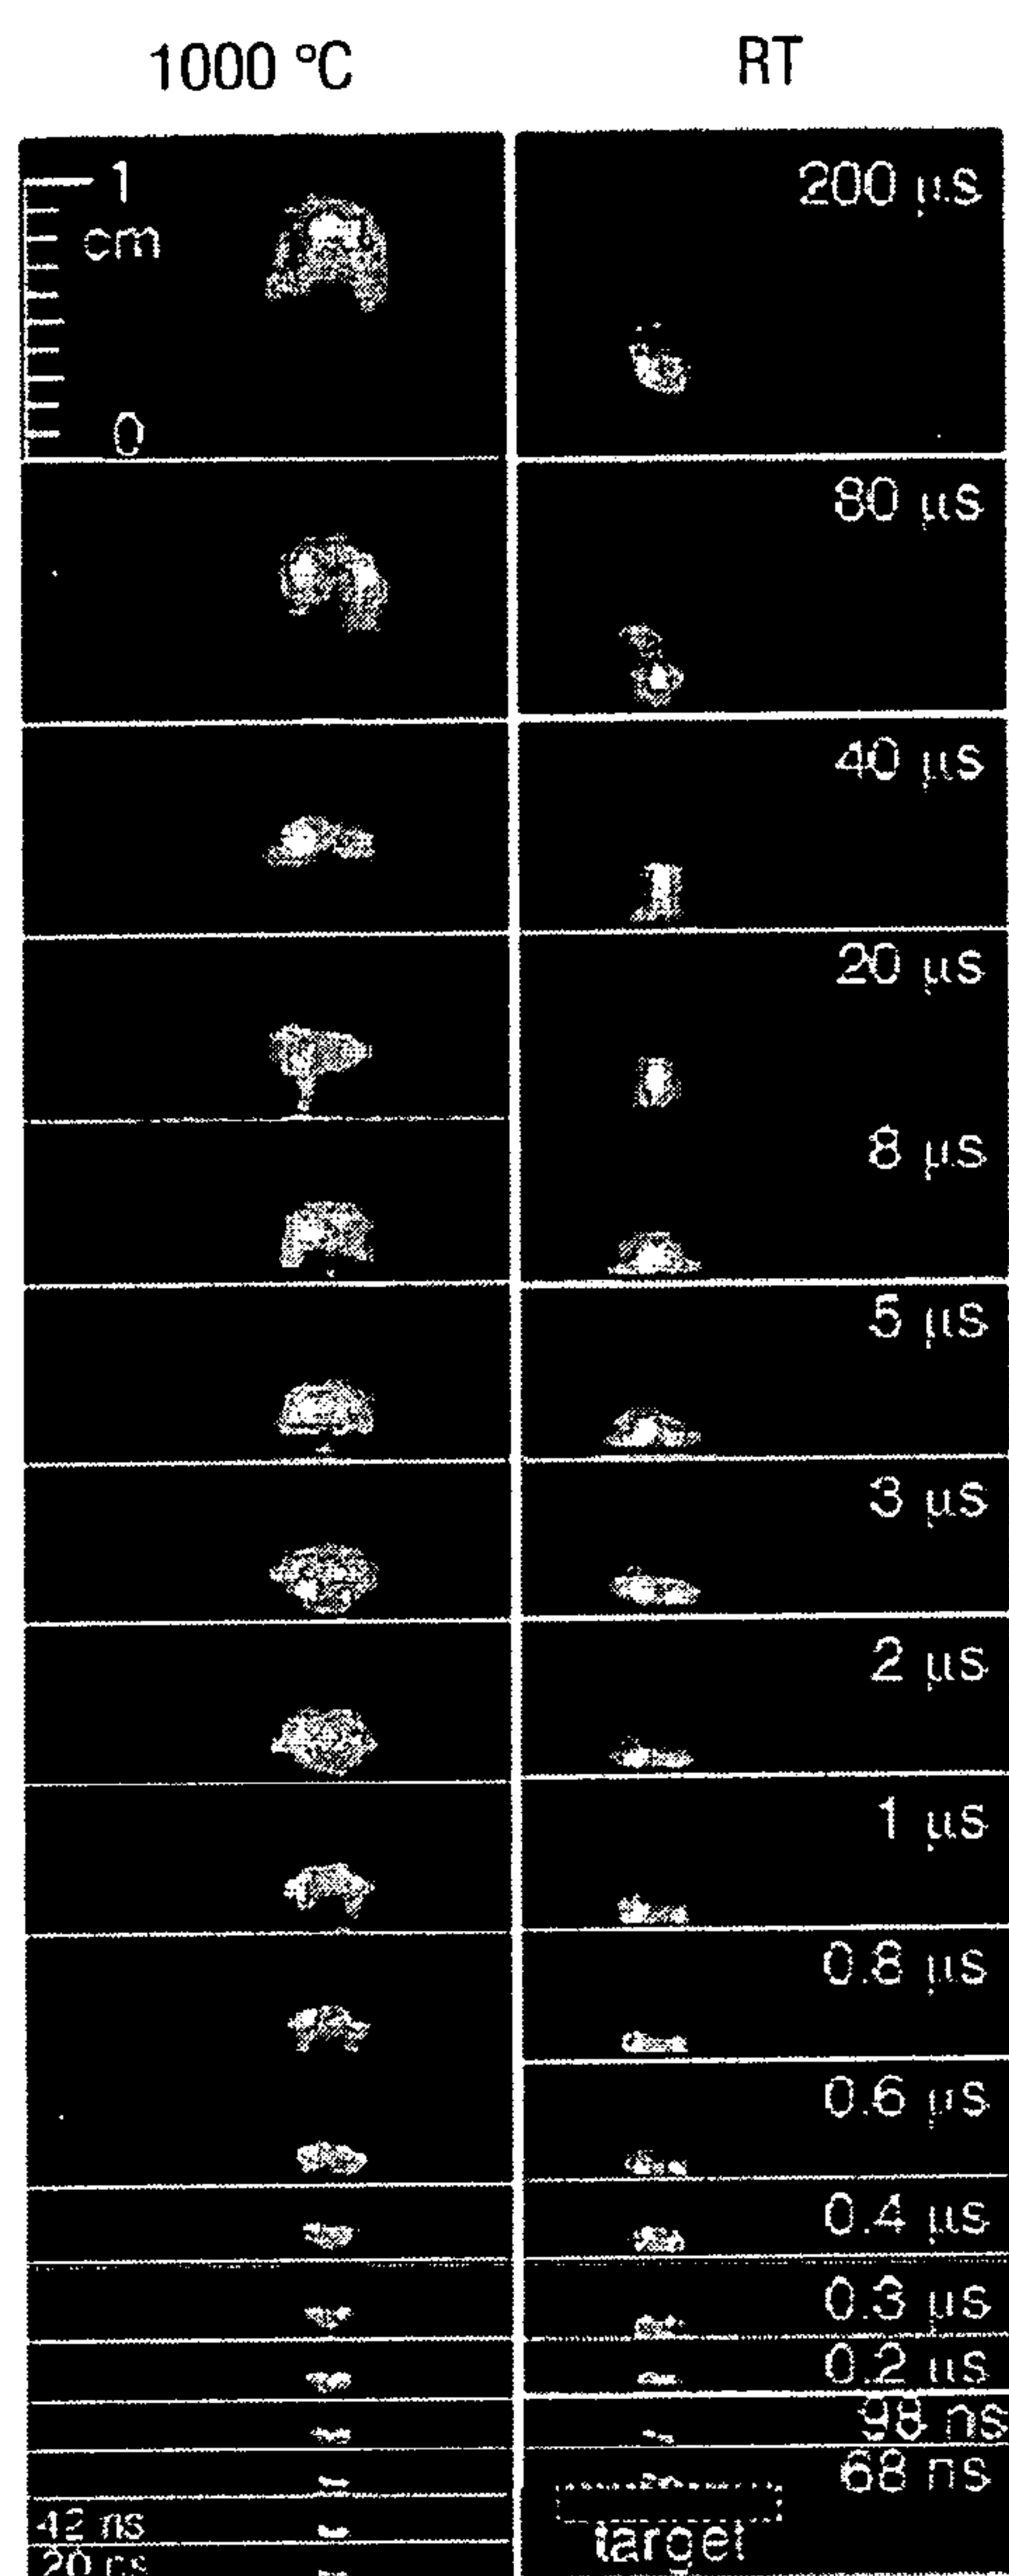 1000 °C
RT
1
cm
0
200 µs
80 µs
40 µs
20 µs
8 µs
5 µs
3 µs
2 µs
1 µs
0.8 µs
0.6 µs
0.4 µs
0.3 µs
0.2 µs
98 ns
68 ns
42 ns
target
20 ns